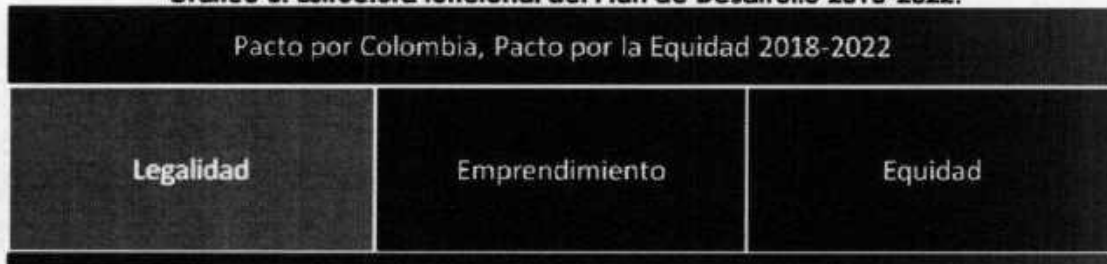 Pacto por Colombia, Pacto por la Equidad 2018-2022
Legalidad
Emprendimiento
Equidad